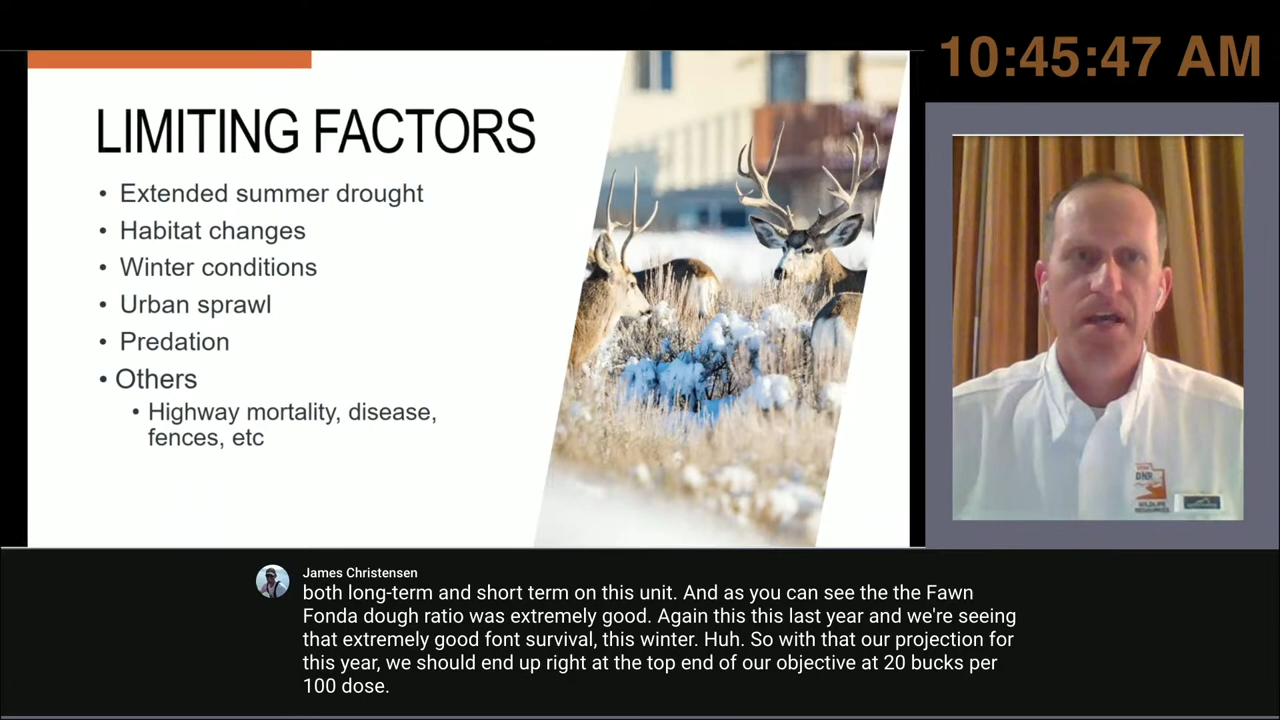 10:45:47 AM
LIMITING FACTORS
• Extended summer drought
• Habitat changes
• Winter conditions
• Urban sprawl
• Predation
• Others
• Highway mortality, disease,
fences, etc
DNR
WILDLIFE
RESOURCES
James Christensen
both long-term and short term on this unit. And as you can see the the Fawn
Fonda dough ratio was extremely good. Again this this last year and we're seeing
that extremely good font survival, this winter. Huh. So with that our projection for
this year, we should end up right at the top end of our objective at 20 bucks per
100 dose.